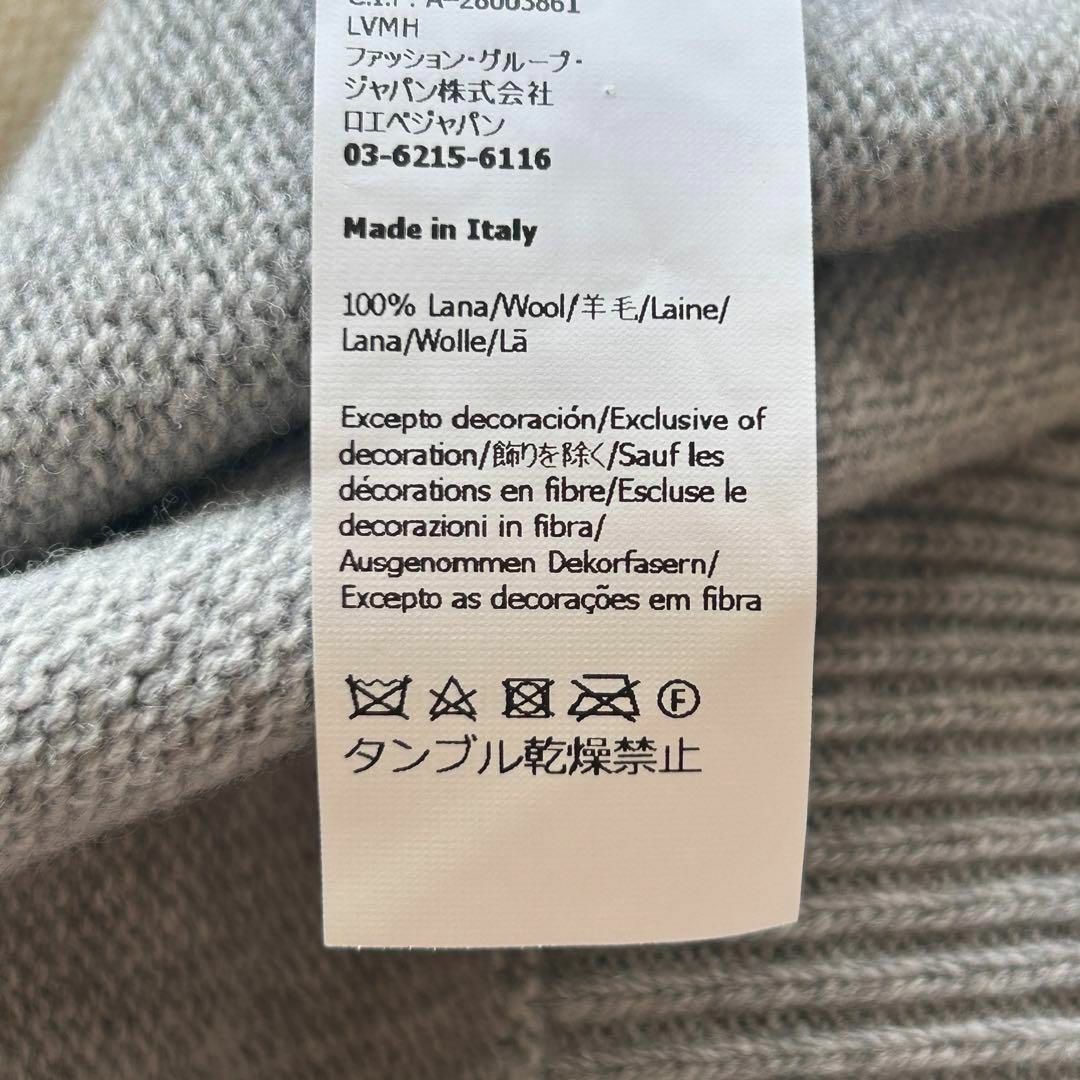 C.I.F: A-28003861
LVMH
ファッション・グループ・
ジャパン株式会社
ロエベジャパン
03-6215-6116
Made in Italy
100% Lana/Wool/羊毛/Laine/
Lana/Wolle/Lã
Excepto decoración/Exclusive of
decoration/飾りを除く/Sauf les
décorations en fibre/Escluse le
decorazioni in fibra/
Ausgenommen Dekorfasern/
Excepto as decorações em fibra
F
タンブル乾燥禁止